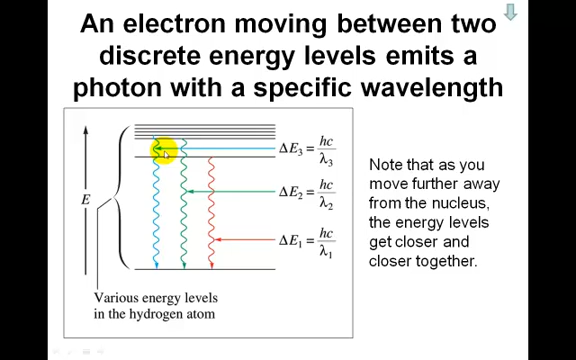 An electron moving between two
discrete energy levels emits a
photon with a specific wavelength
ΔE₃ = hc/λ₃
ΔE₂ = hc/λ₂
ΔE₁ = hc/λ₁
E
Various energy levels
in the hydrogen atom
Note that as you
move further away
from the nucleus,
the energy levels
get closer and
closer together.